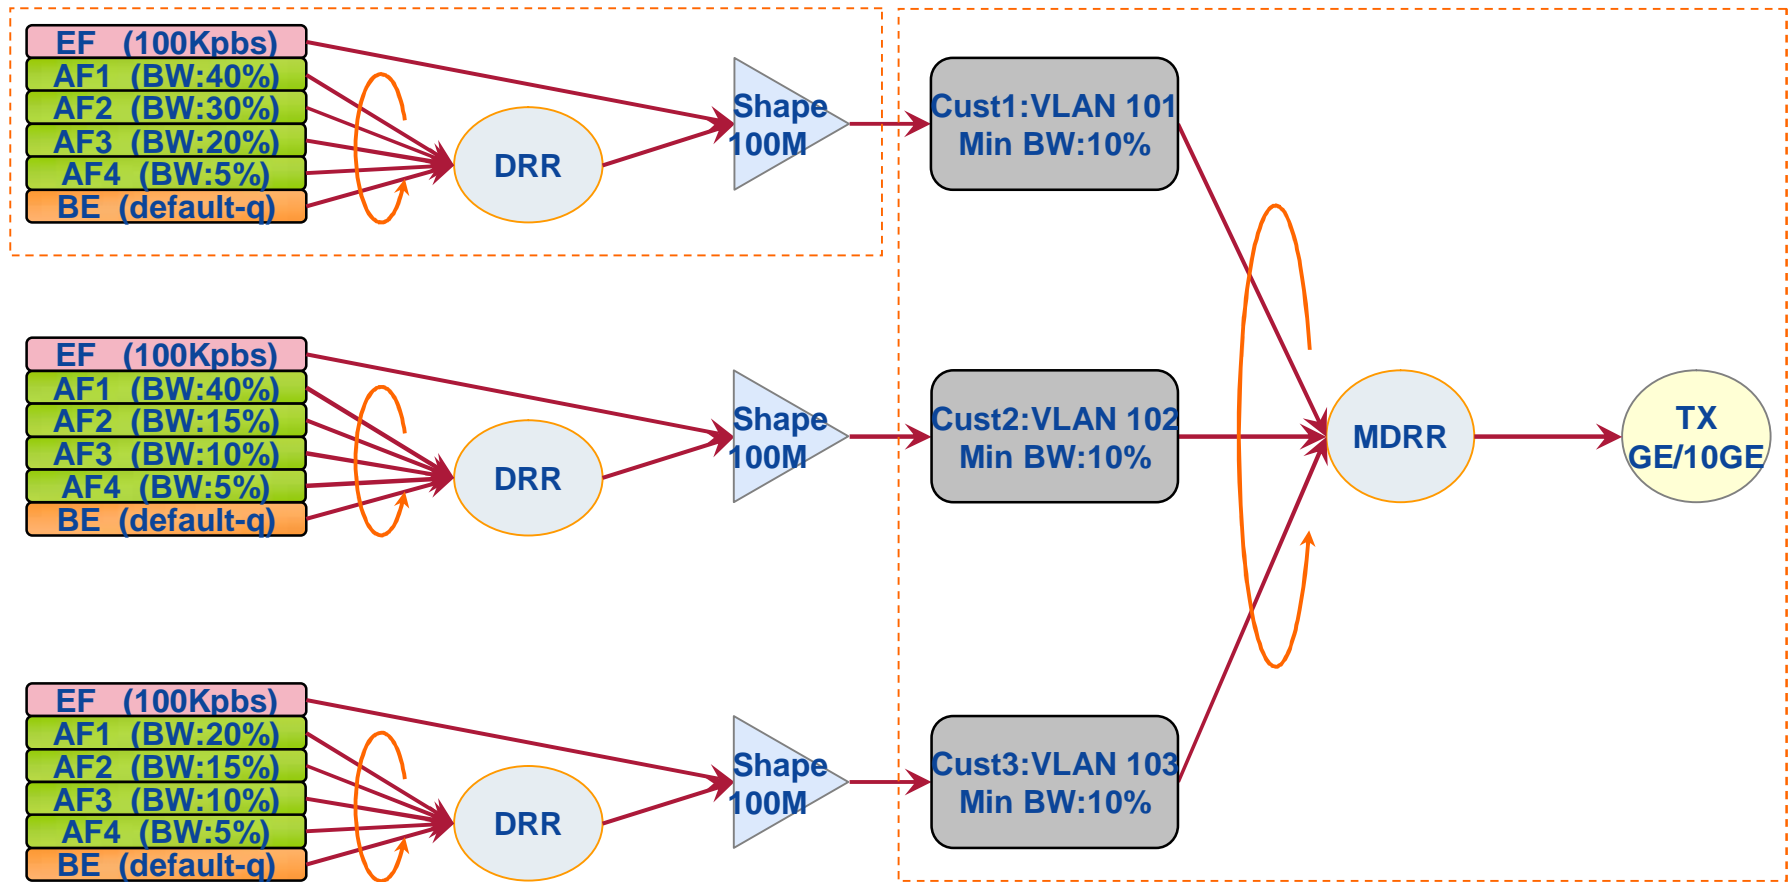 EF (100Kpbs)
AF1 (BW:40%)
AF2 (BW:30%)
AF3 (BW:20%)
AF4 (BW:5%)
BE (default-q)
DRR
Shape
100M
Cust1:VLAN 101
Min BW:10%
EF (100Kpbs)
AF1 (BW:40%)
AF2 (BW:15%)
AF3 (BW:10%)
AF4 (BW:5%)
BE (default-q)
DRR
Shape
100M
Cust2:VLAN 102
Min BW:10%
MDRR
TX
GE/10GE
EF (100Kpbs)
AF1 (BW:20%)
AF2 (BW:15%)
AF3 (BW:10%)
AF4 (BW:5%)
BE (default-q)
DRR
Shape
100M
Cust3:VLAN 103
Min BW:10%